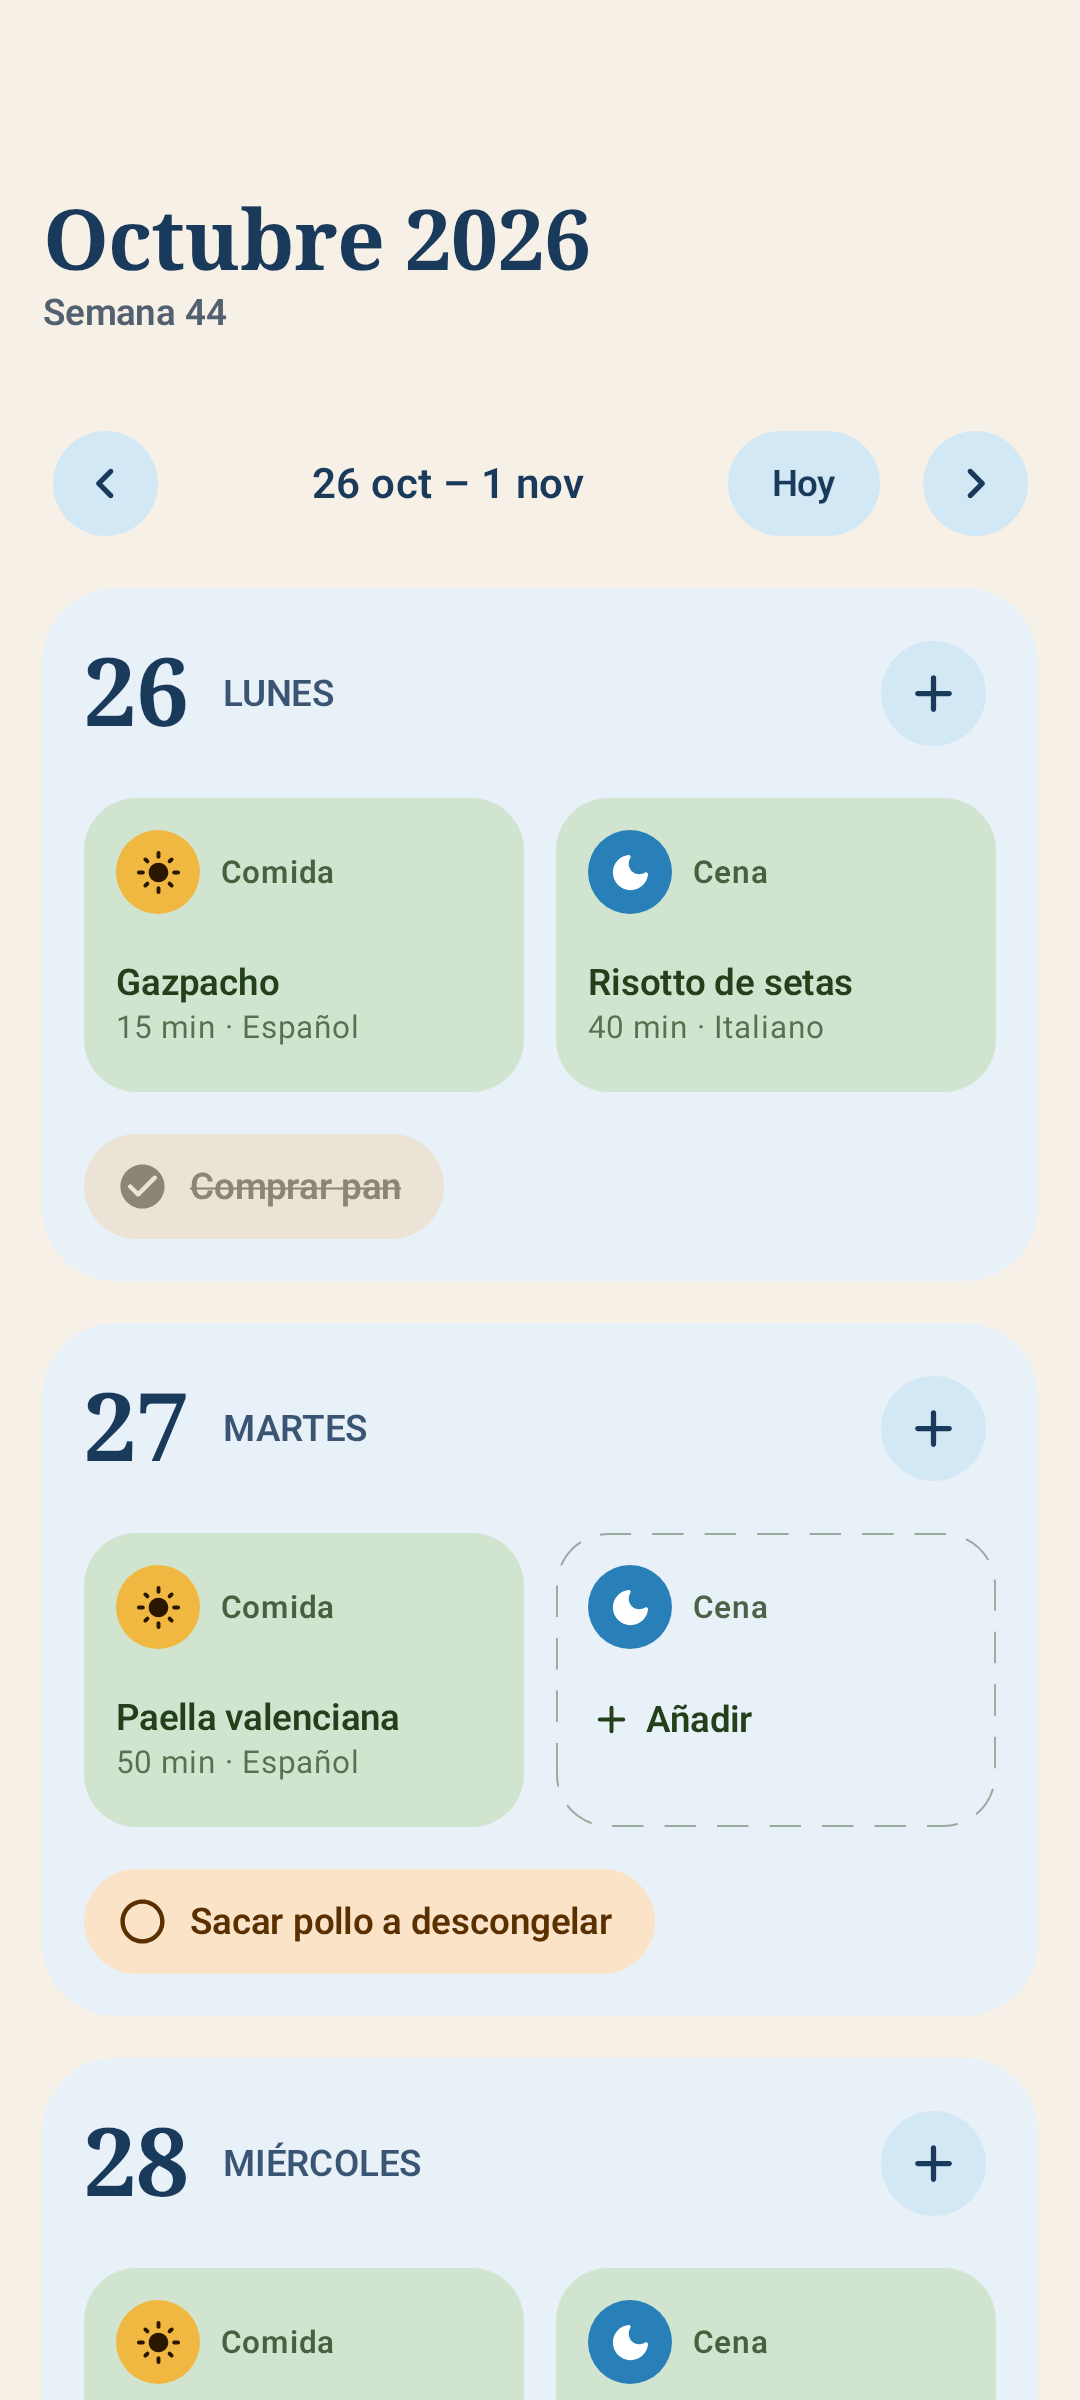 Octubre 2026
Semana 44
26 oct – 1 nov
Hoy
26 LUNES
Comida
Cena
Gazpacho
15 min · Español
Risotto de setas
40 min · Italiano
Comprar pan
27 MARTES
Comida
Cena
Paella valenciana
50 min · Español
+ Añadir
Sacar pollo a descongelar
28 MIÉRCOLES
Comida
Cena